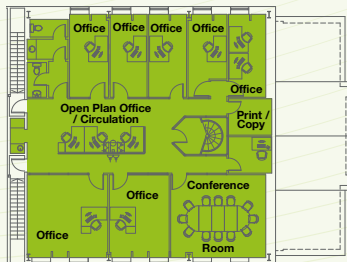 Office
Office
Office
Office
Office
Open Plan Office
/ Circulation
Print /
Copy
Office
Office
Conference
Room